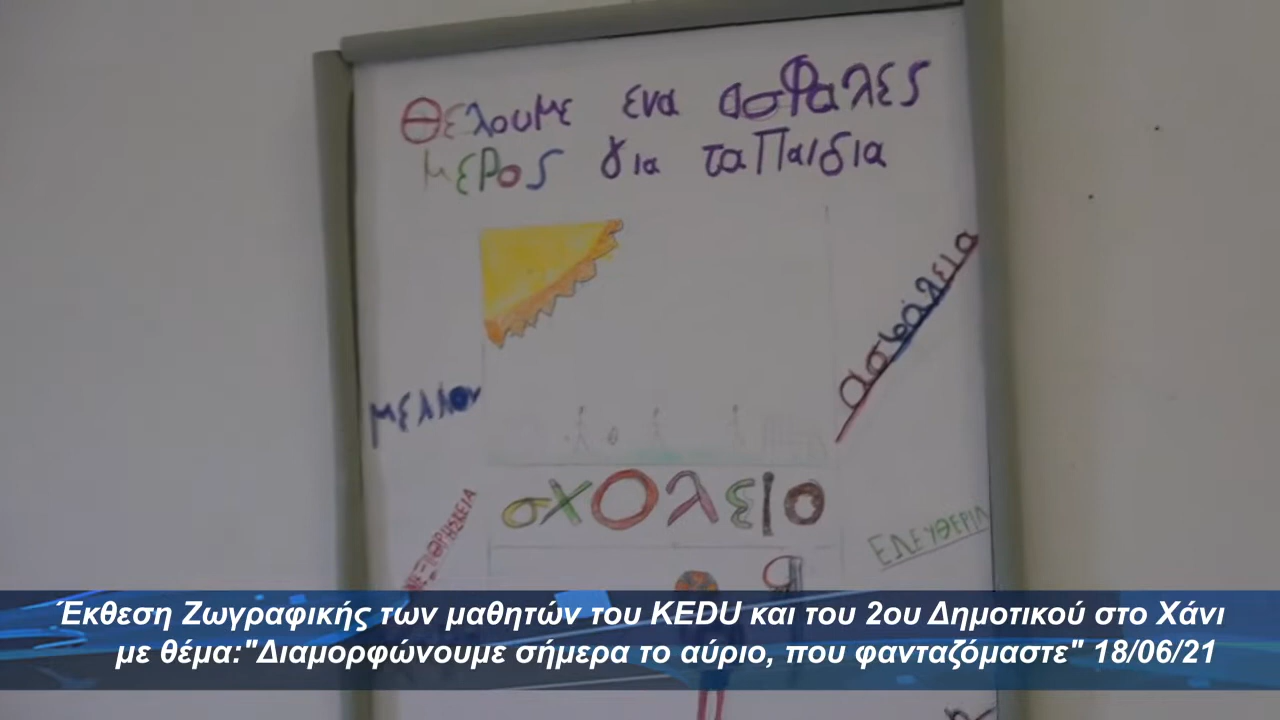 Θελουμε ενα ασφαλες
μερος για τα παιδια
μελλον
ασφάλεια
σχολειο
ΕΛΕΥΘΕΡΙΑ
Έκθεση Ζωγραφικής των μαθητών του KEDU και του 2ου Δημοτικού στο Χάνι
με θέμα:"Διαμορφώνουμε σήμερα το αύριο, που φανταζόμαστε" 18/06/21